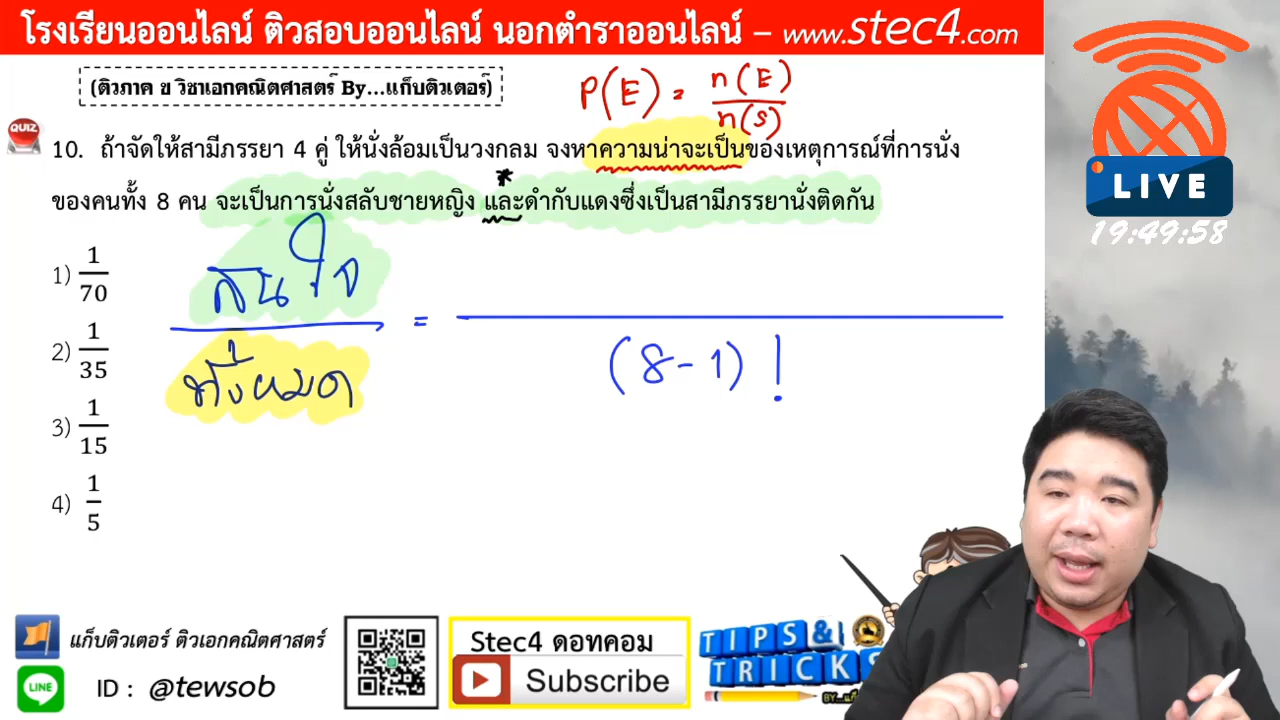 โรงเรียนออนไลน์ ติวสอบออนไลน์ นอกตำราออนไลน์ – www.stec4.com
(ติวภาค ข วิชาเอกคณิตศาสตร์ By...แก็บติวเตอร์)
P(E) = n(E) / n(S)
QUIZ
10. ถ้าจัดให้สามีภรรยา 4 คู่ ให้นั่งล้อมเป็นวงกลม จงหาความน่าจะเป็นของเหตุการณ์ที่การนั่ง
ของคนทั้ง 8 คน จะเป็นการนั่งสลับชายหญิง และดำกับแดงซึ่งเป็นสามีภรรยานั่งติดกัน
LIVE
19:49:58
1) 1/70
2) 1/35
3) 1/15
4) 1/5
สนใจ
ทั้งหมด
=
(8-1)!
แก็บติวเตอร์ ติวเอกคณิตศาสตร์
LINE
ID : @tewsob
Stec4 ดอทคอม
Subscribe
TIPS &
TRICKS